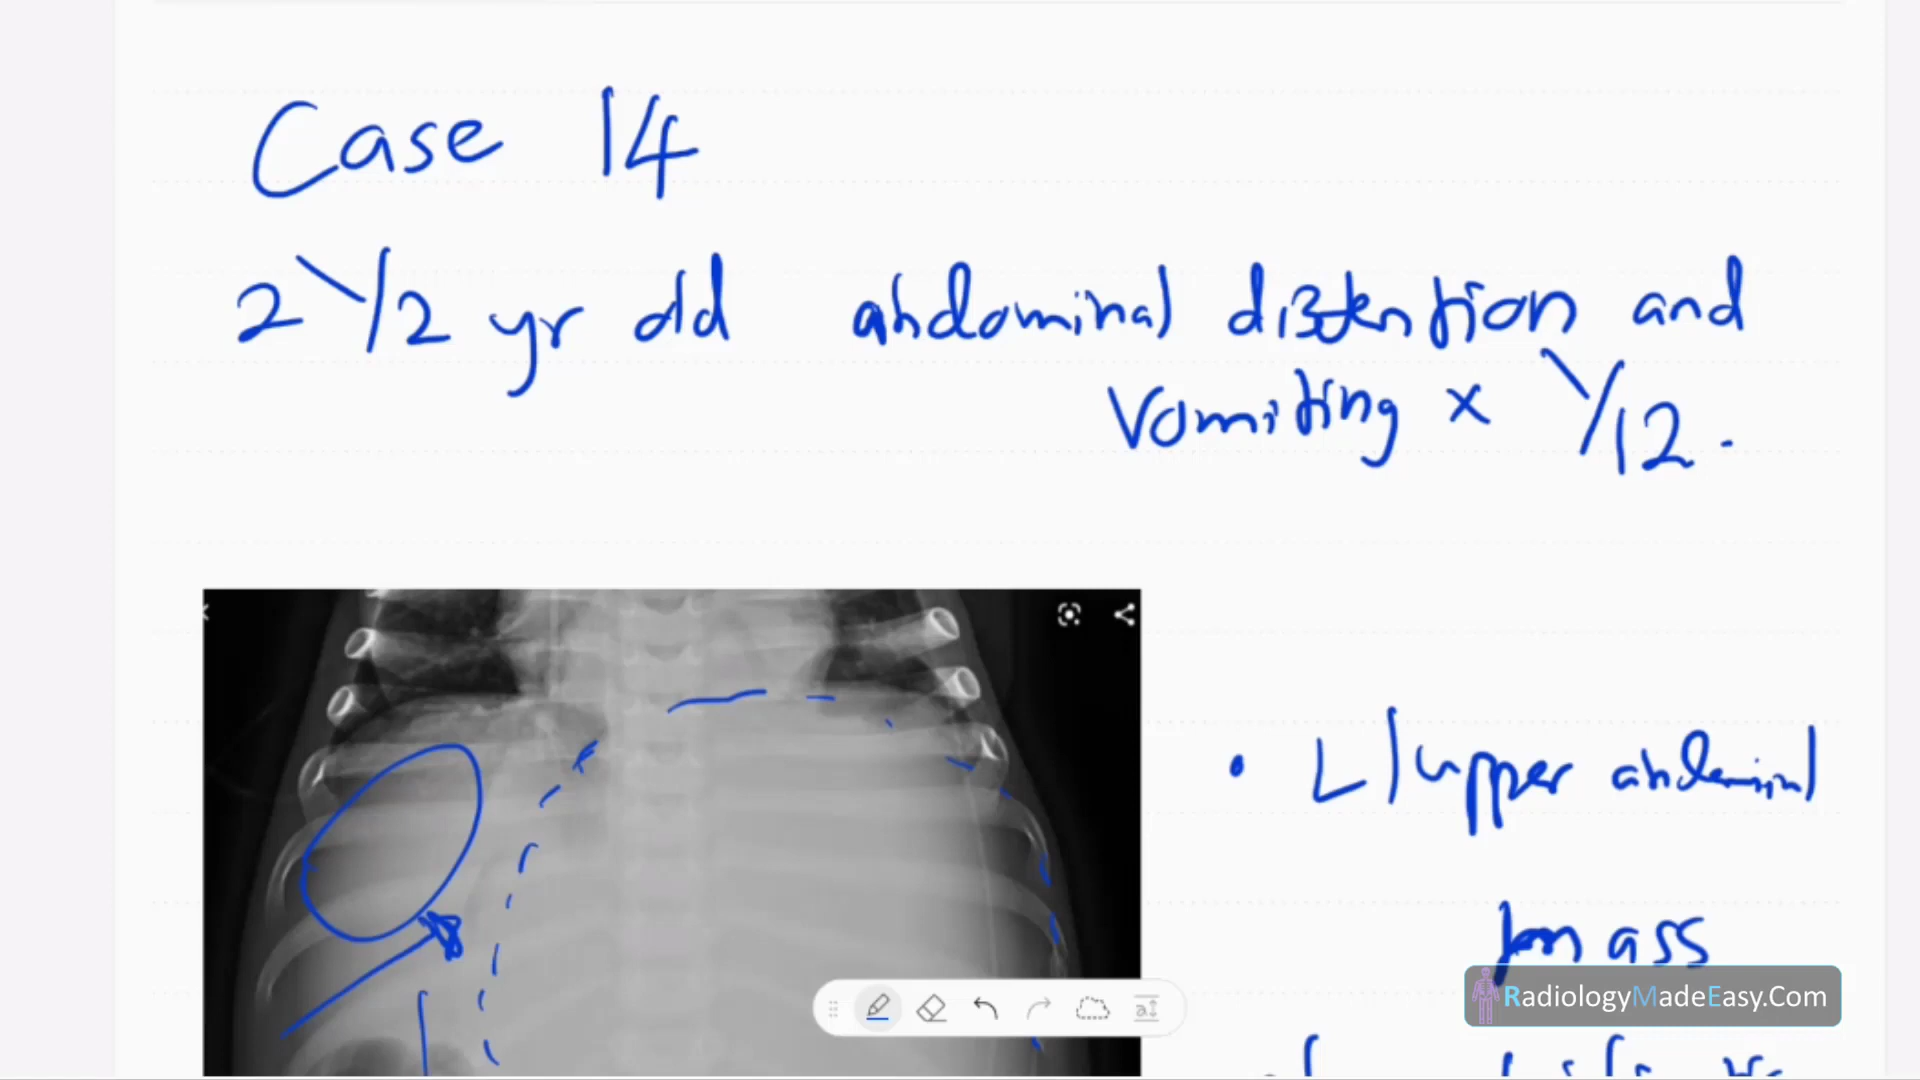 Case 14
2 1/2 yr old abdominal distention and
vomiting x 1/12.
• L/upper abdominal
mass
RadiologyMadeEasy.Com